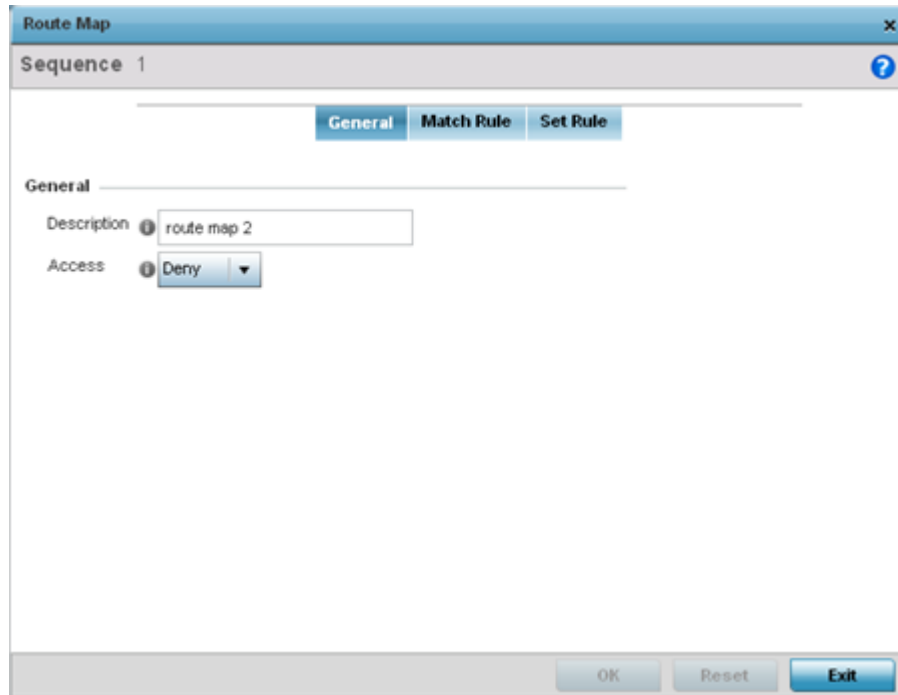 Route Map
Sequence 1
General Match Rule Set Rule
General
Description route map 2
Access Deny
OK Reset Exit